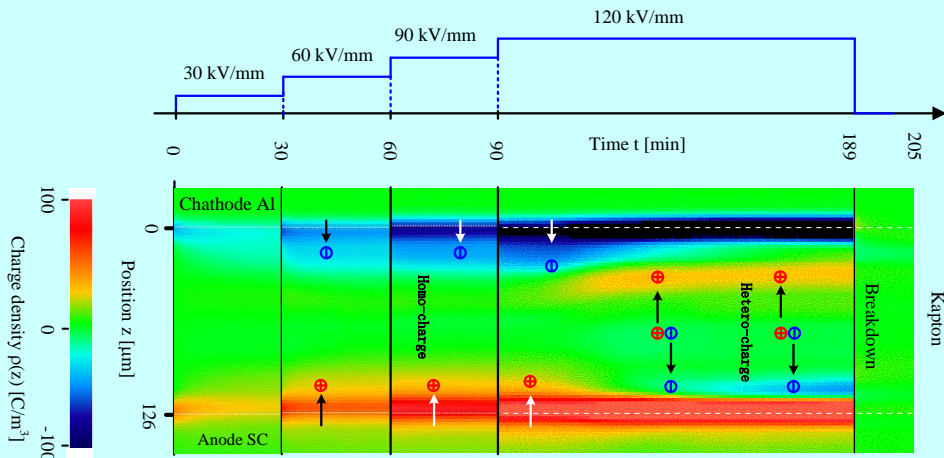 30 kV/mm
60 kV/mm
90 kV/mm
120 kV/mm
Time t [min]
0
30
60
90
189
205
Chathode Al
Anode SC
Homo-charge
Hetero-charge
Breakdown
Kapton
0
126
Position z [μm]
100
0
-100
Charge density ρ(z) [C/m³]